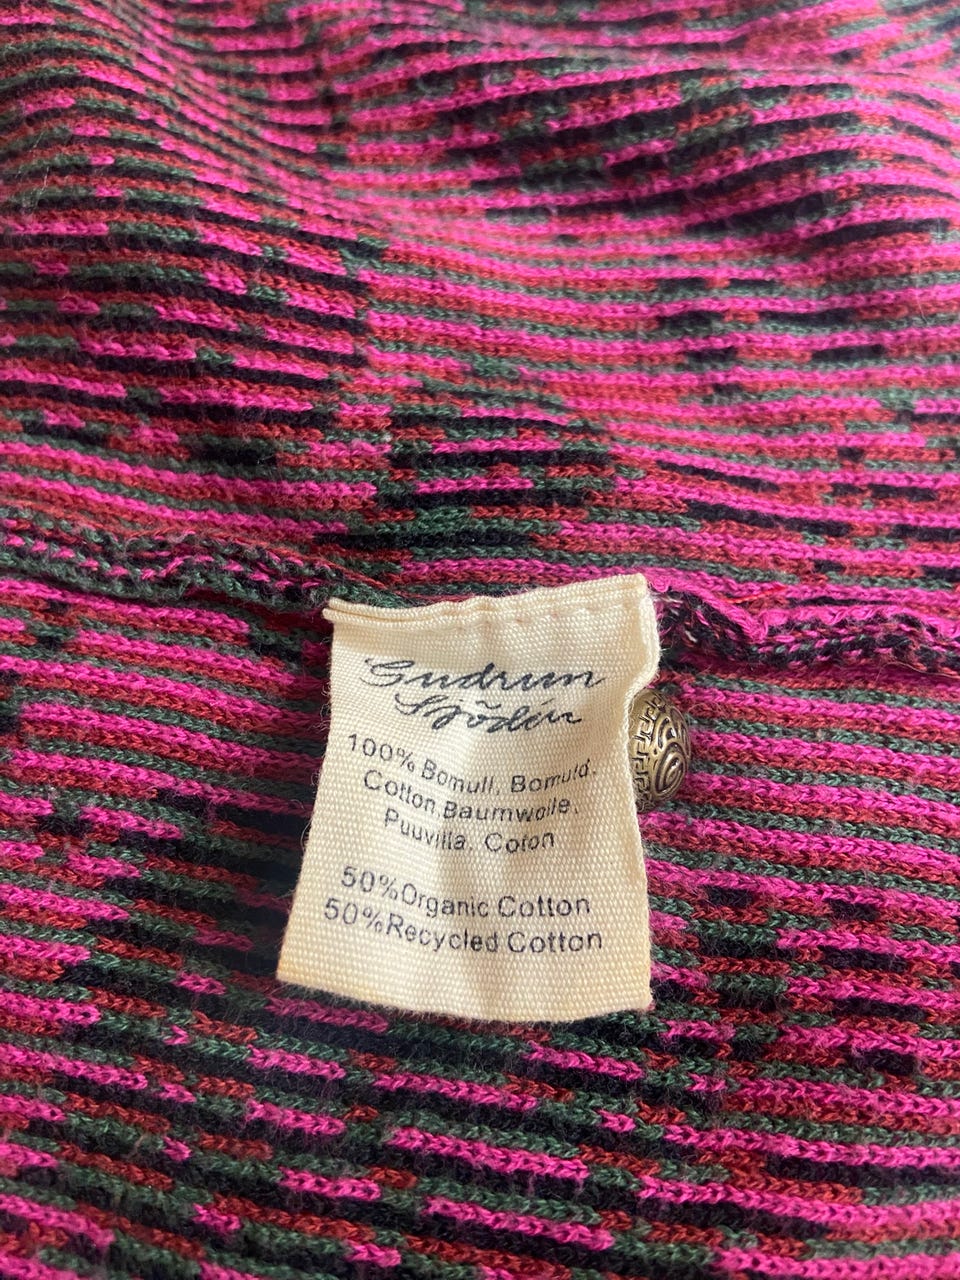 Gudrun
Sjödén
100% Bomull, Bomuld,
Cotton, Baumwolle,
Puuvilla, Coton
50%Organic Cotton
50%Recycled Cotton